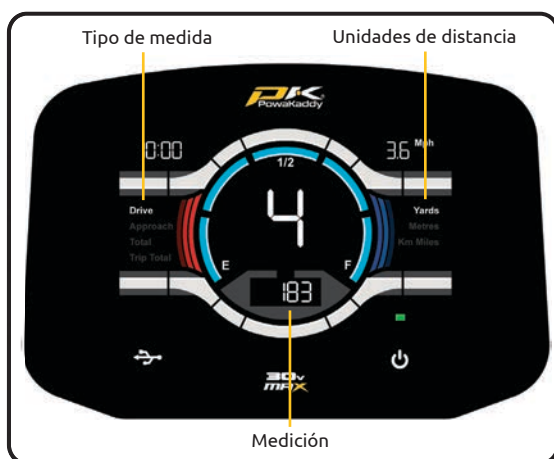 Tipo de medida
Unidades de distancia
PK
PowaKaddy
0:00
3.6 Mph
1/2
Drive
Approach
Total
Trip Total
4
Yards
Metres
Km Miles
E
F
183
30v
MAX
Medición